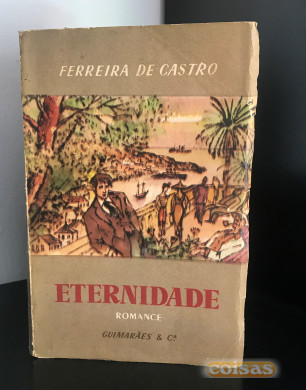 FERREIRA DE CASTRO
ETERNIDADE
ROMANCE
GUIMARÃES & Cª
coisas